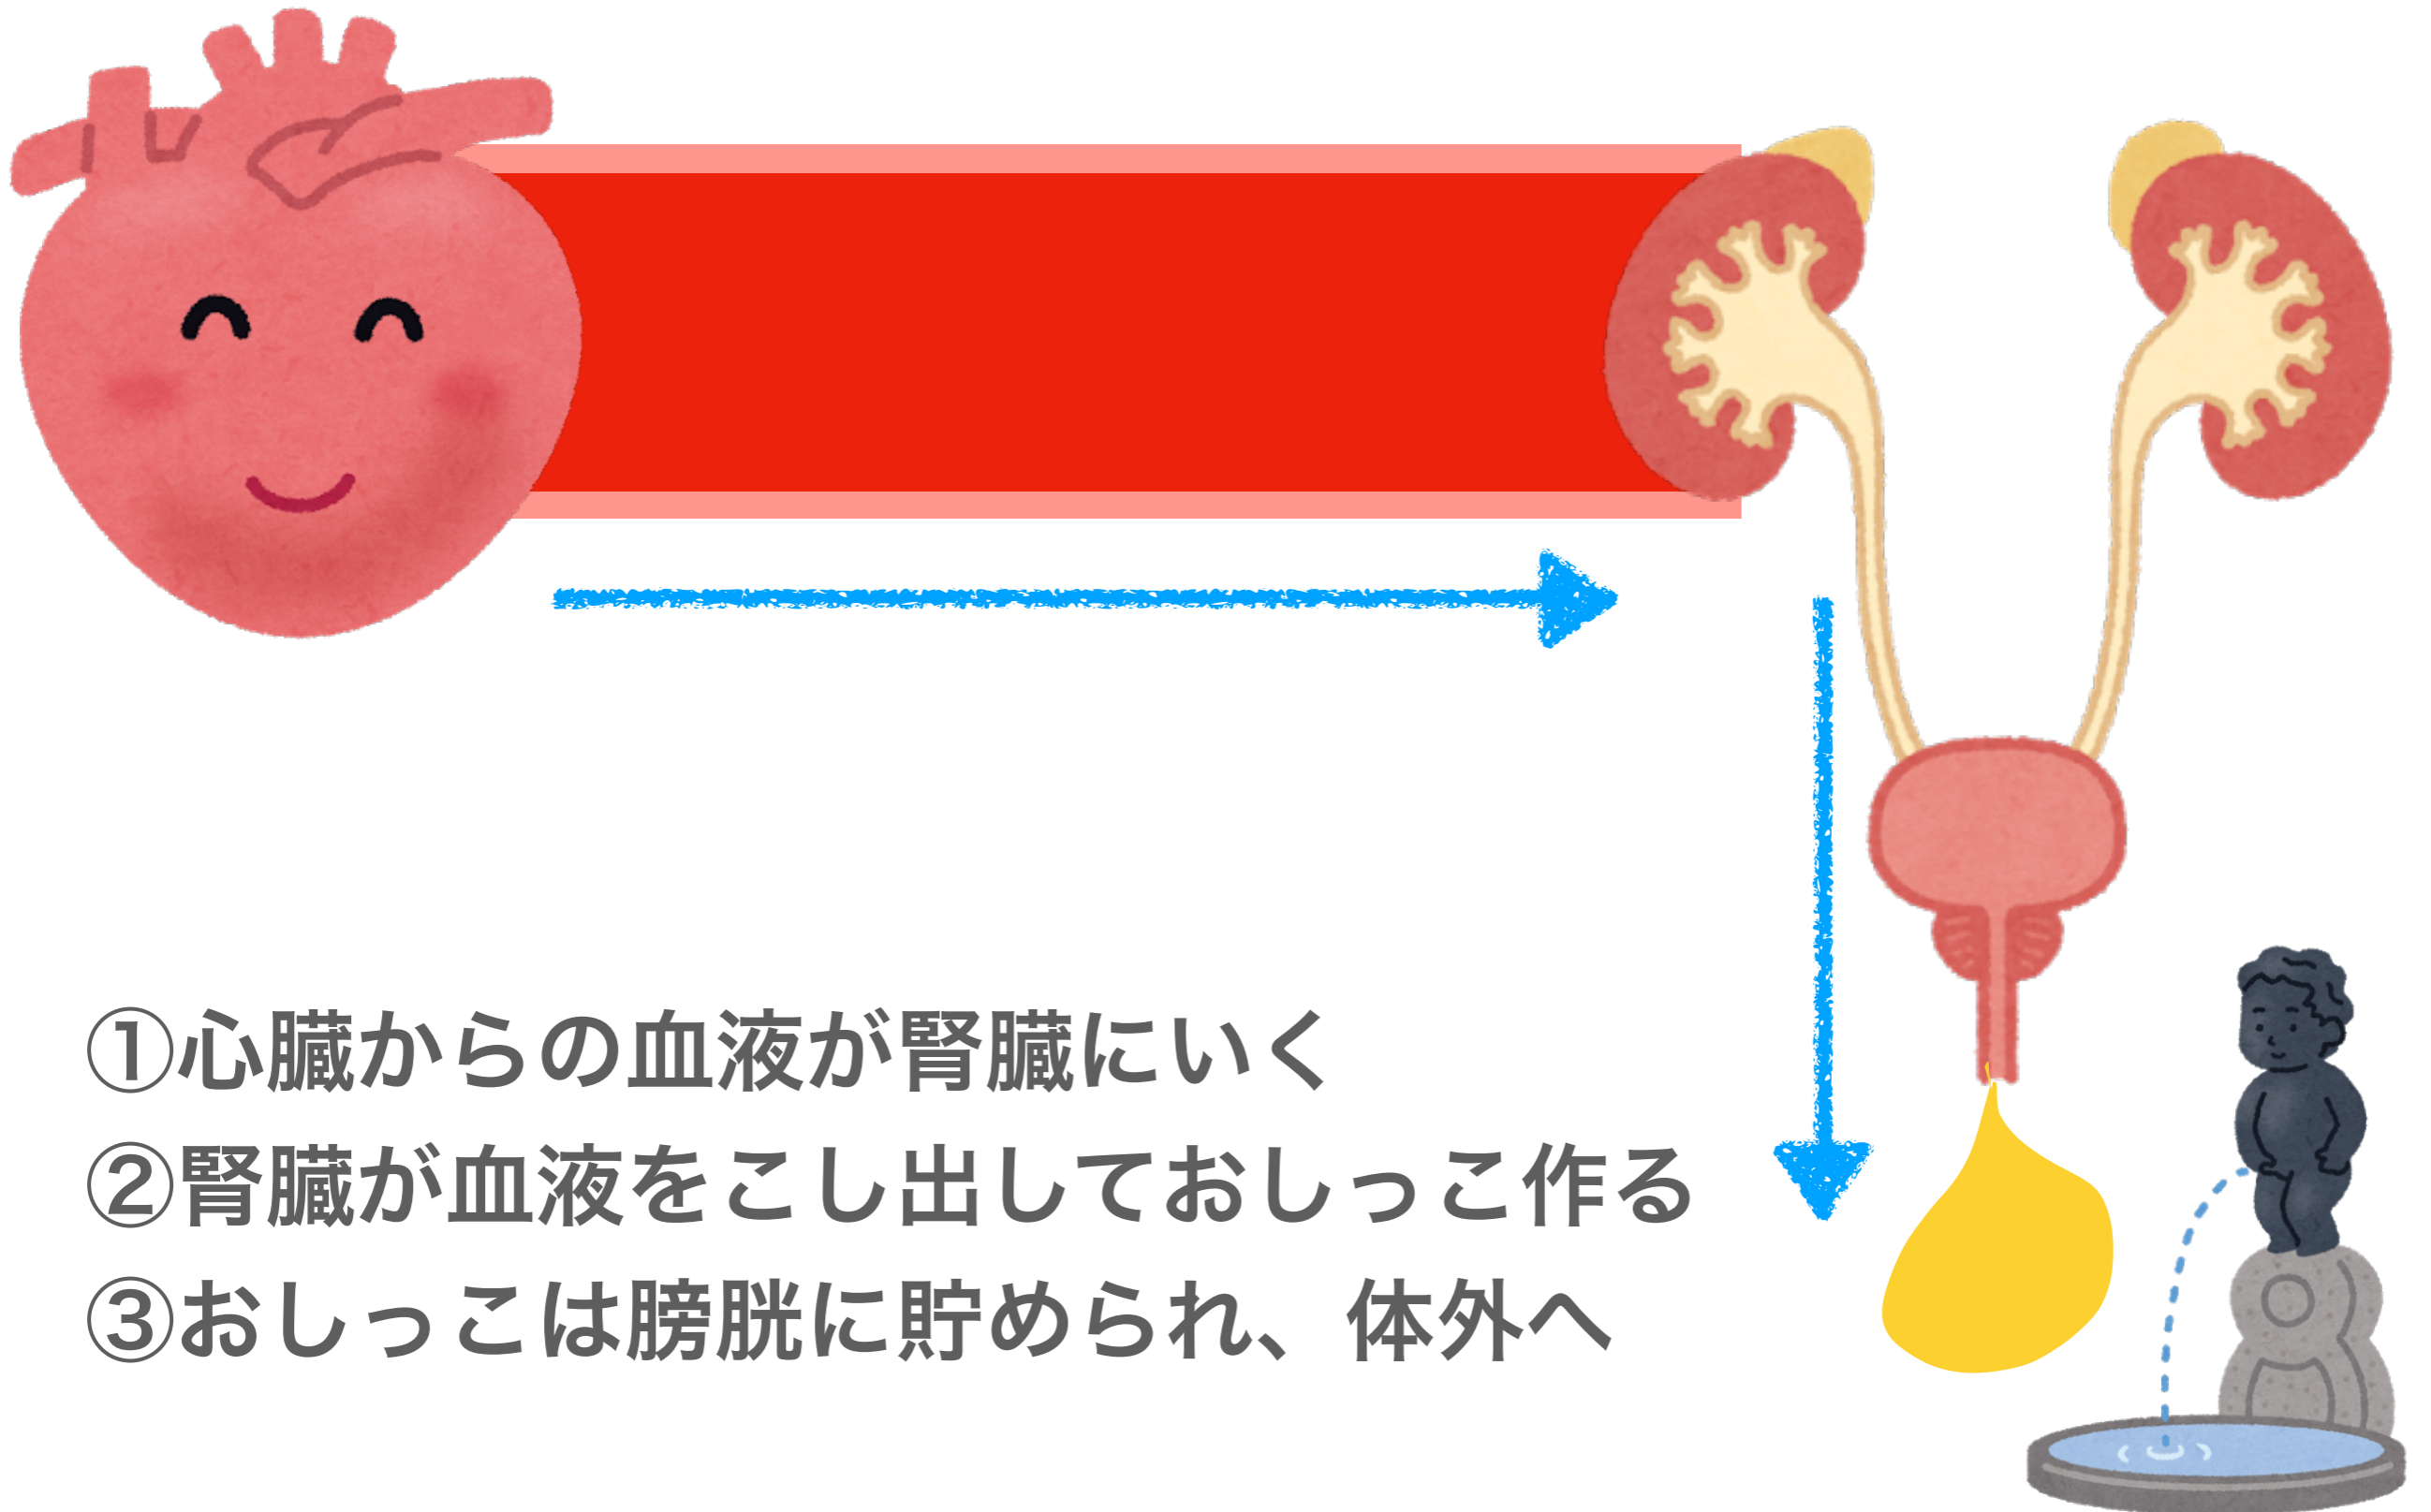 ①心臓からの血液が腎臓にいく
②腎臓が血液をこし出しておしっこ作る
③おしっこは膀胱に貯められ、体外へ